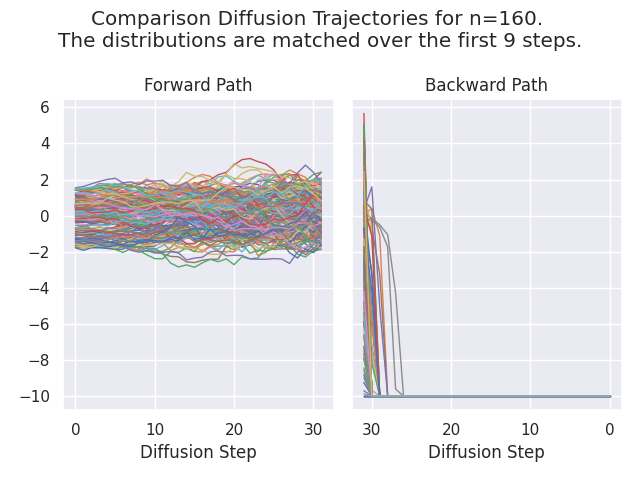 Comparison Diffusion Trajectories for n=160.
The distributions are matched over the first 9 steps.
Forward Path
Backward Path
6
4
2
0
−2
−4
−6
−8
−10
0 10 20 30
30 20 10 0
Diffusion Step
Diffusion Step